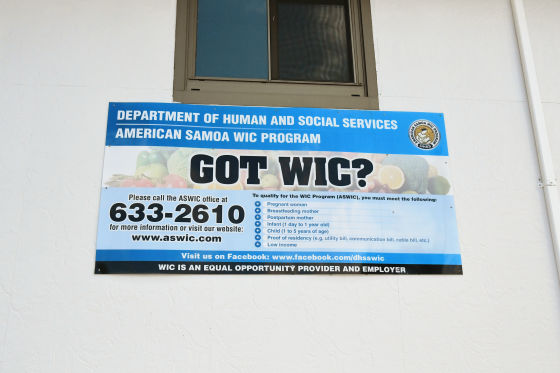 DEPARTMENT OF HUMAN AND SOCIAL SERVICES
AMERICAN SAMOA WIC PROGRAM
GOT WIC?
Please call the ASWIC office at
633-2610
for more information or visit our website:
www.aswic.com
To qualify for the WIC Program (ASWIC), you must meet the following:
Pregnant woman
Breastfeeding mother
Postpartum mother
Infant (1 day to 1 year old)
Child (1 to 5 years of age)
Proof of residency (e.g. utility bill, communication bill, cable bill, etc.)
Low income
Visit us on Facebook: www.facebook.com/dhsswic
WIC IS AN EQUAL OPPORTUNITY PROVIDER AND EMPLOYER